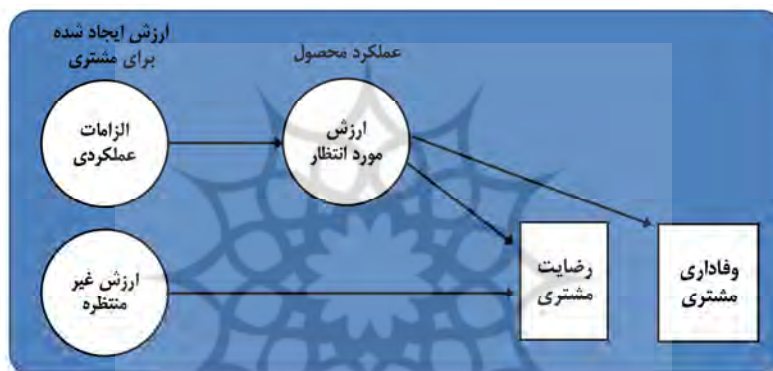 ارزش ایجاد شده
برای مشتری
عملکرد محصول
الزامات
عملکردی
ارزش
مورد انتظار
ارزش غیر
منتظره
رضایت
مشتری
وفاداری
مشتری